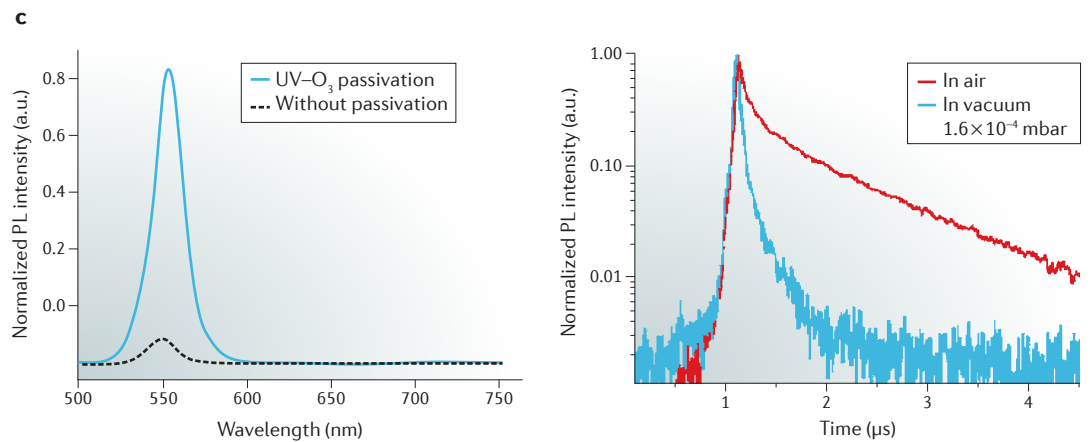 c
Normalized PL intensity (a.u.)
0.8
0.6
0.4
0.2
0.0
UV–O₃ passivation
Without passivation
500
550
600
650
700
750
Wavelength (nm)
Normalized PL intensity (a.u.)
1.00
0.10
0.01
In air
In vacuum
1.6×10⁻⁴ mbar
1
2
3
4
Time (µs)